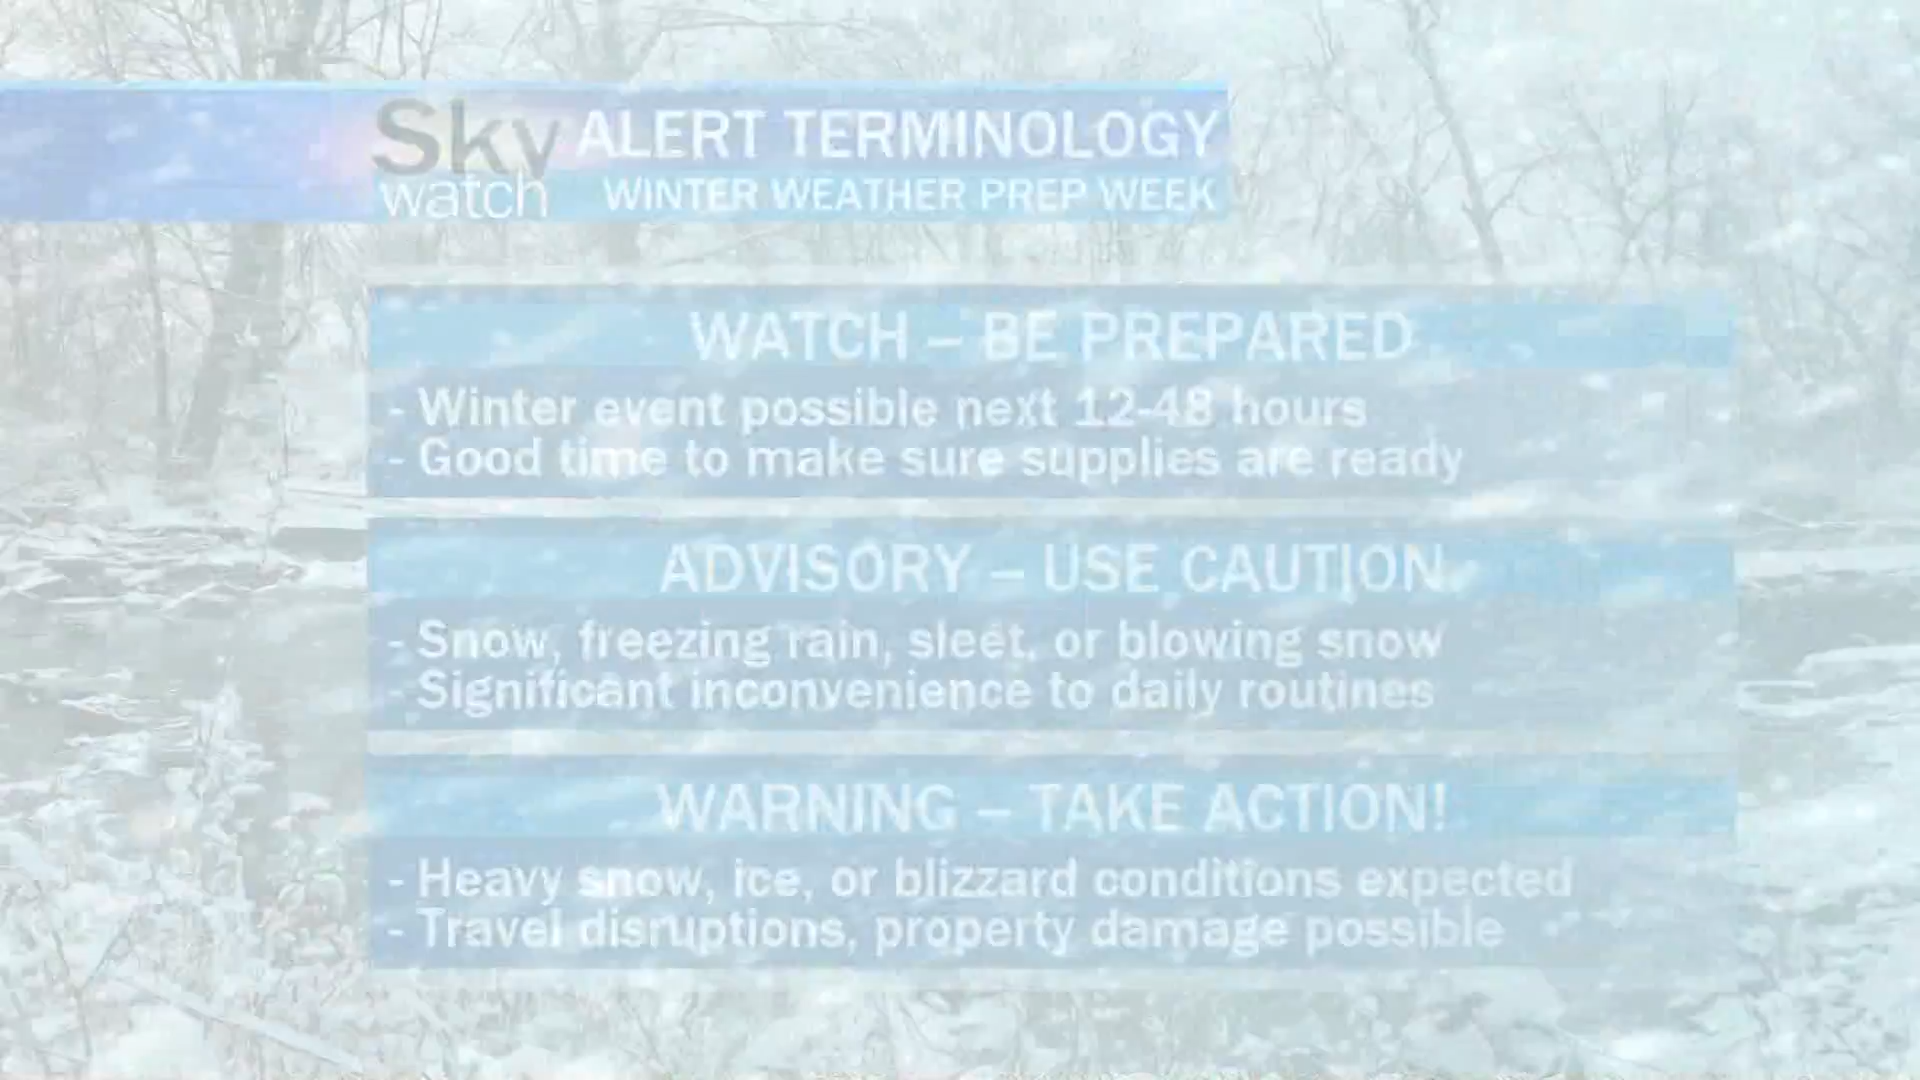 Sky
watch
ALERT TERMINOLOGY
WINTER WEATHER PREP WEEK
WATCH – BE PREPARED
- Winter event possible next 12-48 hours
- Good time to make sure supplies are ready
ADVISORY – USE CAUTION
- Snow, freezing rain, sleet, or blowing snow
- Significant inconvenience to daily routines
WARNING – TAKE ACTION!
- Heavy snow, ice, or blizzard conditions expected
- Travel disruptions, property damage possible